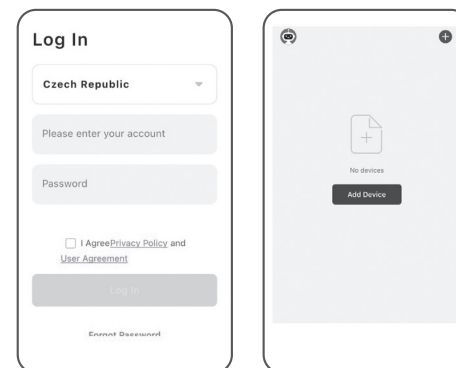 Log In
Czech Republic
Please enter your account
Password
I AgreePrivacy Policy and
User Agreement
Log In
Forgot Password
No devices
Add Device